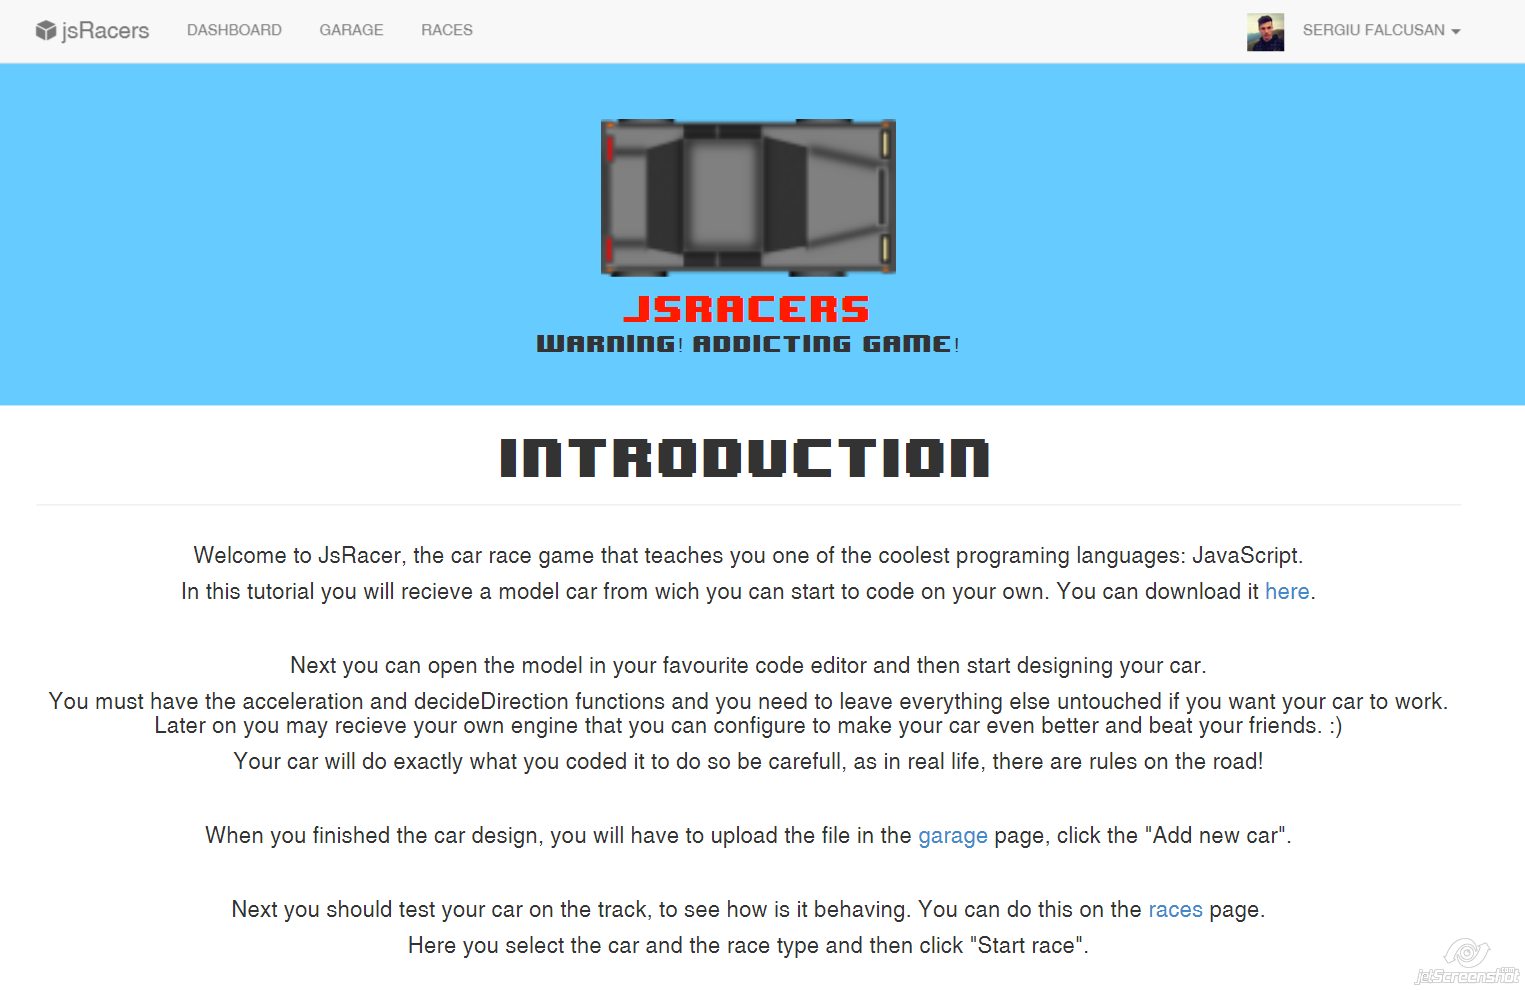 jsRacers DASHBOARD GARAGE RACES SERGIU FALCUSAN
JSRACERS
WARNING! ADDICTING GAME!
INTRODUCTION
Welcome to JsRacer, the car race game that teaches you one of the coolest programing languages: JavaScript.
In this tutorial you will recieve a model car from wich you can start to code on your own. You can download it here.
Next you can open the model in your favourite code editor and then start designing your car.
You must have the acceleration and decideDirection functions and you need to leave everything else untouched if you want your car to work.
Later on you may recieve your own engine that you can configure to make your car even better and beat your friends. :)
Your car will do exactly what you coded it to do so be carefull, as in real life, there are rules on the road!
When you finished the car design, you will have to upload the file in the garage page, click the "Add new car".
Next you should test your car on the track, to see how is it behaving. You can do this on the races page.
Here you select the car and the race type and then click "Start race".
jetScreenshot.com